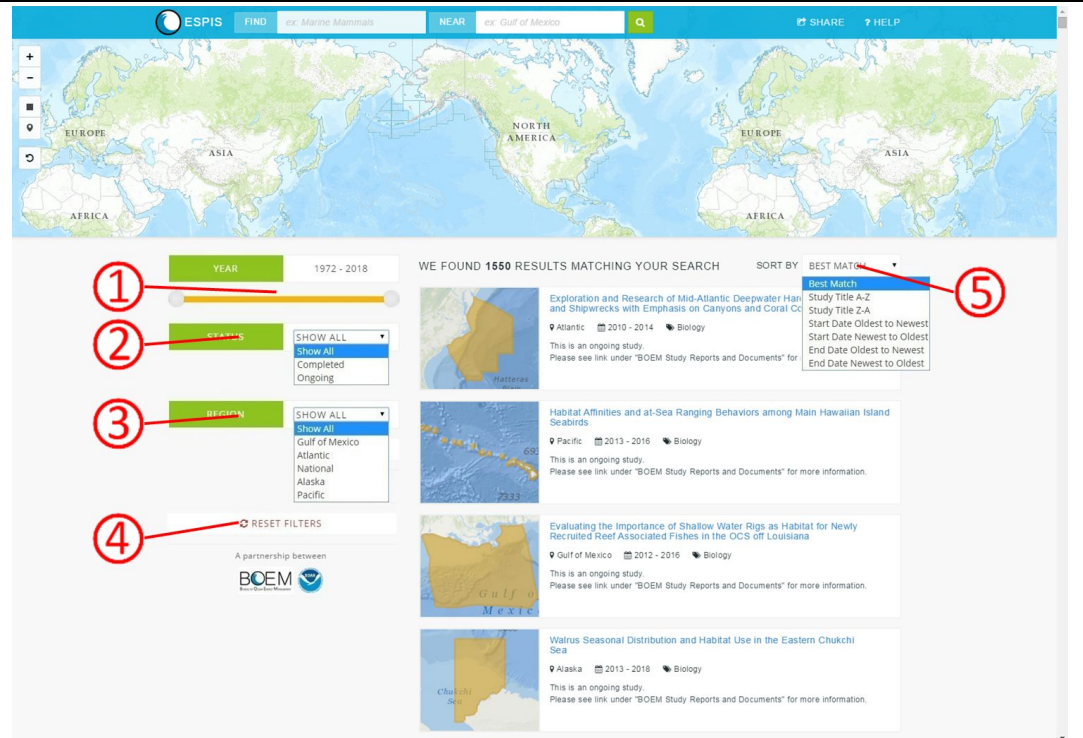 ESPIS FIND ex: Marine Mammals NEAR ex: Gulf of Mexico SHARE ? HELP
+
−
NORTH
AMERICA
EUROPE
ASIA
AFRICA
EUROPE
ASIA
AFRICA
1
YEAR 1972 - 2018
2
STATUS SHOW ALL
Show All
Completed
Ongoing
3
REGION SHOW ALL
Show All
Gulf of Mexico
Atlantic
National
Alaska
Pacific
4
RESET FILTERS
A partnership between
BOEM
WE FOUND 1550 RESULTS MATCHING YOUR SEARCH
SORT BY BEST MATCH
5
Best Match
Study Title A-Z
Study Title Z-A
Start Date Oldest to Newest
Start Date Newest to Oldest
End Date Oldest to Newest
End Date Newest to Oldest
Hatteras
Exploration and Research of Mid-Atlantic Deepwater Har
and Shipwrecks with Emphasis on Canyons and Coral Co
Atlantic 2010 - 2014 Biology
This is an ongoing study.
Please see link under "BOEM Study Reports and Documents" for
693
7333
Habitat Affinities and at-Sea Ranging Behaviors among Main Hawaiian Island
Seabirds
Pacific 2013 - 2016 Biology
This is an ongoing study.
Please see link under "BOEM Study Reports and Documents" for more information.
Gulf o
Mexic
Evaluating the Importance of Shallow Water Rigs as Habitat for Newly
Recruited Reef Associated Fishes in the OCS off Louisiana
Gulf of Mexico 2012 - 2016 Biology
This is an ongoing study.
Please see link under "BOEM Study Reports and Documents" for more information.
Chukchi
Sea
Walrus Seasonal Distribution and Habitat Use in the Eastern Chukchi
Sea
Alaska 2013 - 2018 Biology
This is an ongoing study.
Please see link under "BOEM Study Reports and Documents" for more information.